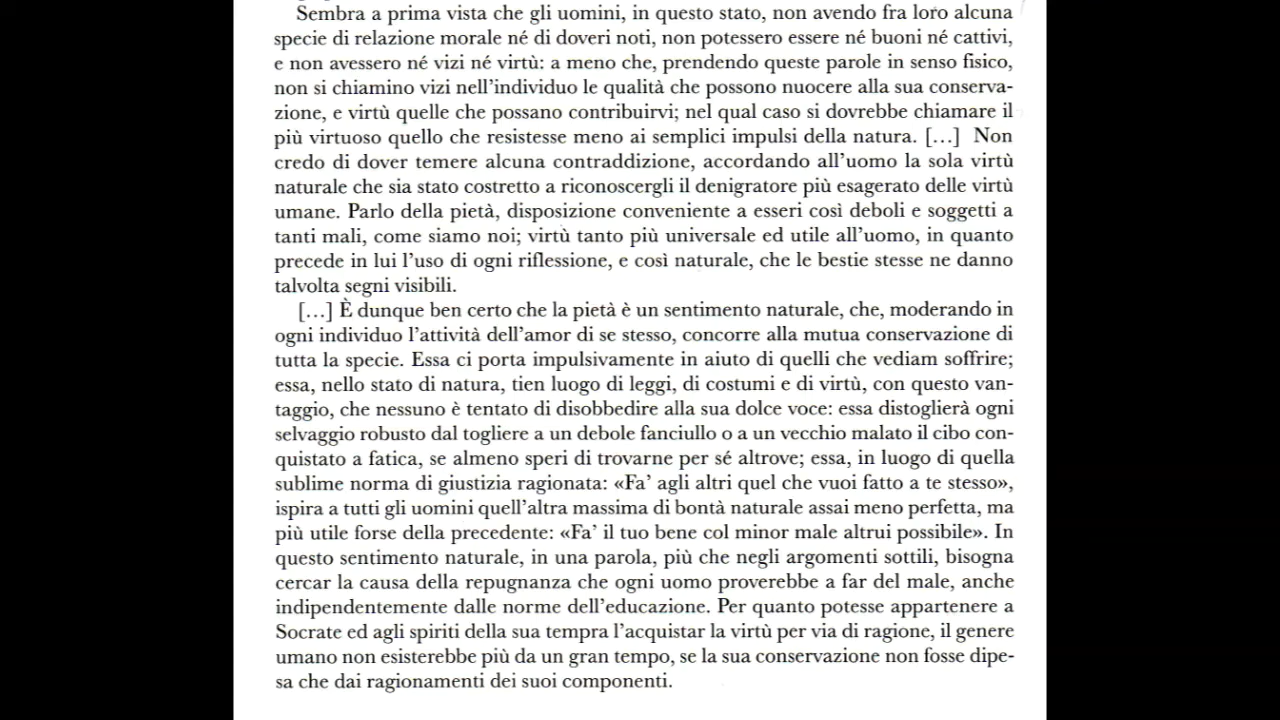 Sembra a prima vista che gli uomini, in questo stato, non avendo fra loro alcuna
specie di relazione morale né di doveri noti, non potessero essere né buoni né cattivi,
e non avessero né vizi né virtù: a meno che, prendendo queste parole in senso fisico,
non si chiamino vizi nell’individuo le qualità che possono nuocere alla sua conserva-
zione, e virtù quelle che possano contribuirvi; nel qual caso si dovrebbe chiamare il
più virtuoso quello che resistesse meno ai semplici impulsi della natura. […] Non
credo di dover temere alcuna contraddizione, accordando all’uomo la sola virtù
naturale che sia stato costretto a riconoscergli il denigratore più esagerato delle virtù
umane. Parlo della pietà, disposizione conveniente a esseri così deboli e soggetti a
tanti mali, come siamo noi; virtù tanto più universale ed utile all’uomo, in quanto
precede in lui l’uso di ogni riflessione, e così naturale, che le bestie stesse ne danno
talvolta segni visibili.
[…] È dunque ben certo che la pietà è un sentimento naturale, che, moderando in
ogni individuo l’attività dell’amor di se stesso, concorre alla mutua conservazione di
tutta la specie. Essa ci porta impulsivamente in aiuto di quelli che vediam soffrire;
essa, nello stato di natura, tien luogo di leggi, di costumi e di virtù, con questo van-
taggio, che nessuno è tentato di disobbedire alla sua dolce voce: essa distoglierà ogni
selvaggio robusto dal togliere a un debole fanciullo o a un vecchio malato il cibo con-
quistato a fatica, se almeno speri di trovarne per sé altrove; essa, in luogo di quella
sublime norma di giustizia ragionata: «Fa’ agli altri quel che vuoi fatto a te stesso»,
ispira a tutti gli uomini quell’altra massima di bontà naturale assai meno perfetta, ma
più utile forse della precedente: «Fa’ il tuo bene col minor male altrui possibile». In
questo sentimento naturale, in una parola, più che negli argomenti sottili, bisogna
cercar la causa della repugnanza che ogni uomo proverebbe a far del male, anche
indipendentemente dalle norme dell’educazione. Per quanto potesse appartenere a
Socrate ed agli spiriti della sua tempra l’acquistar la virtù per via di ragione, il genere
umano non esisterebbe più da un gran tempo, se la sua conservazione non fosse dipe-
sa che dai ragionamenti dei suoi componenti.